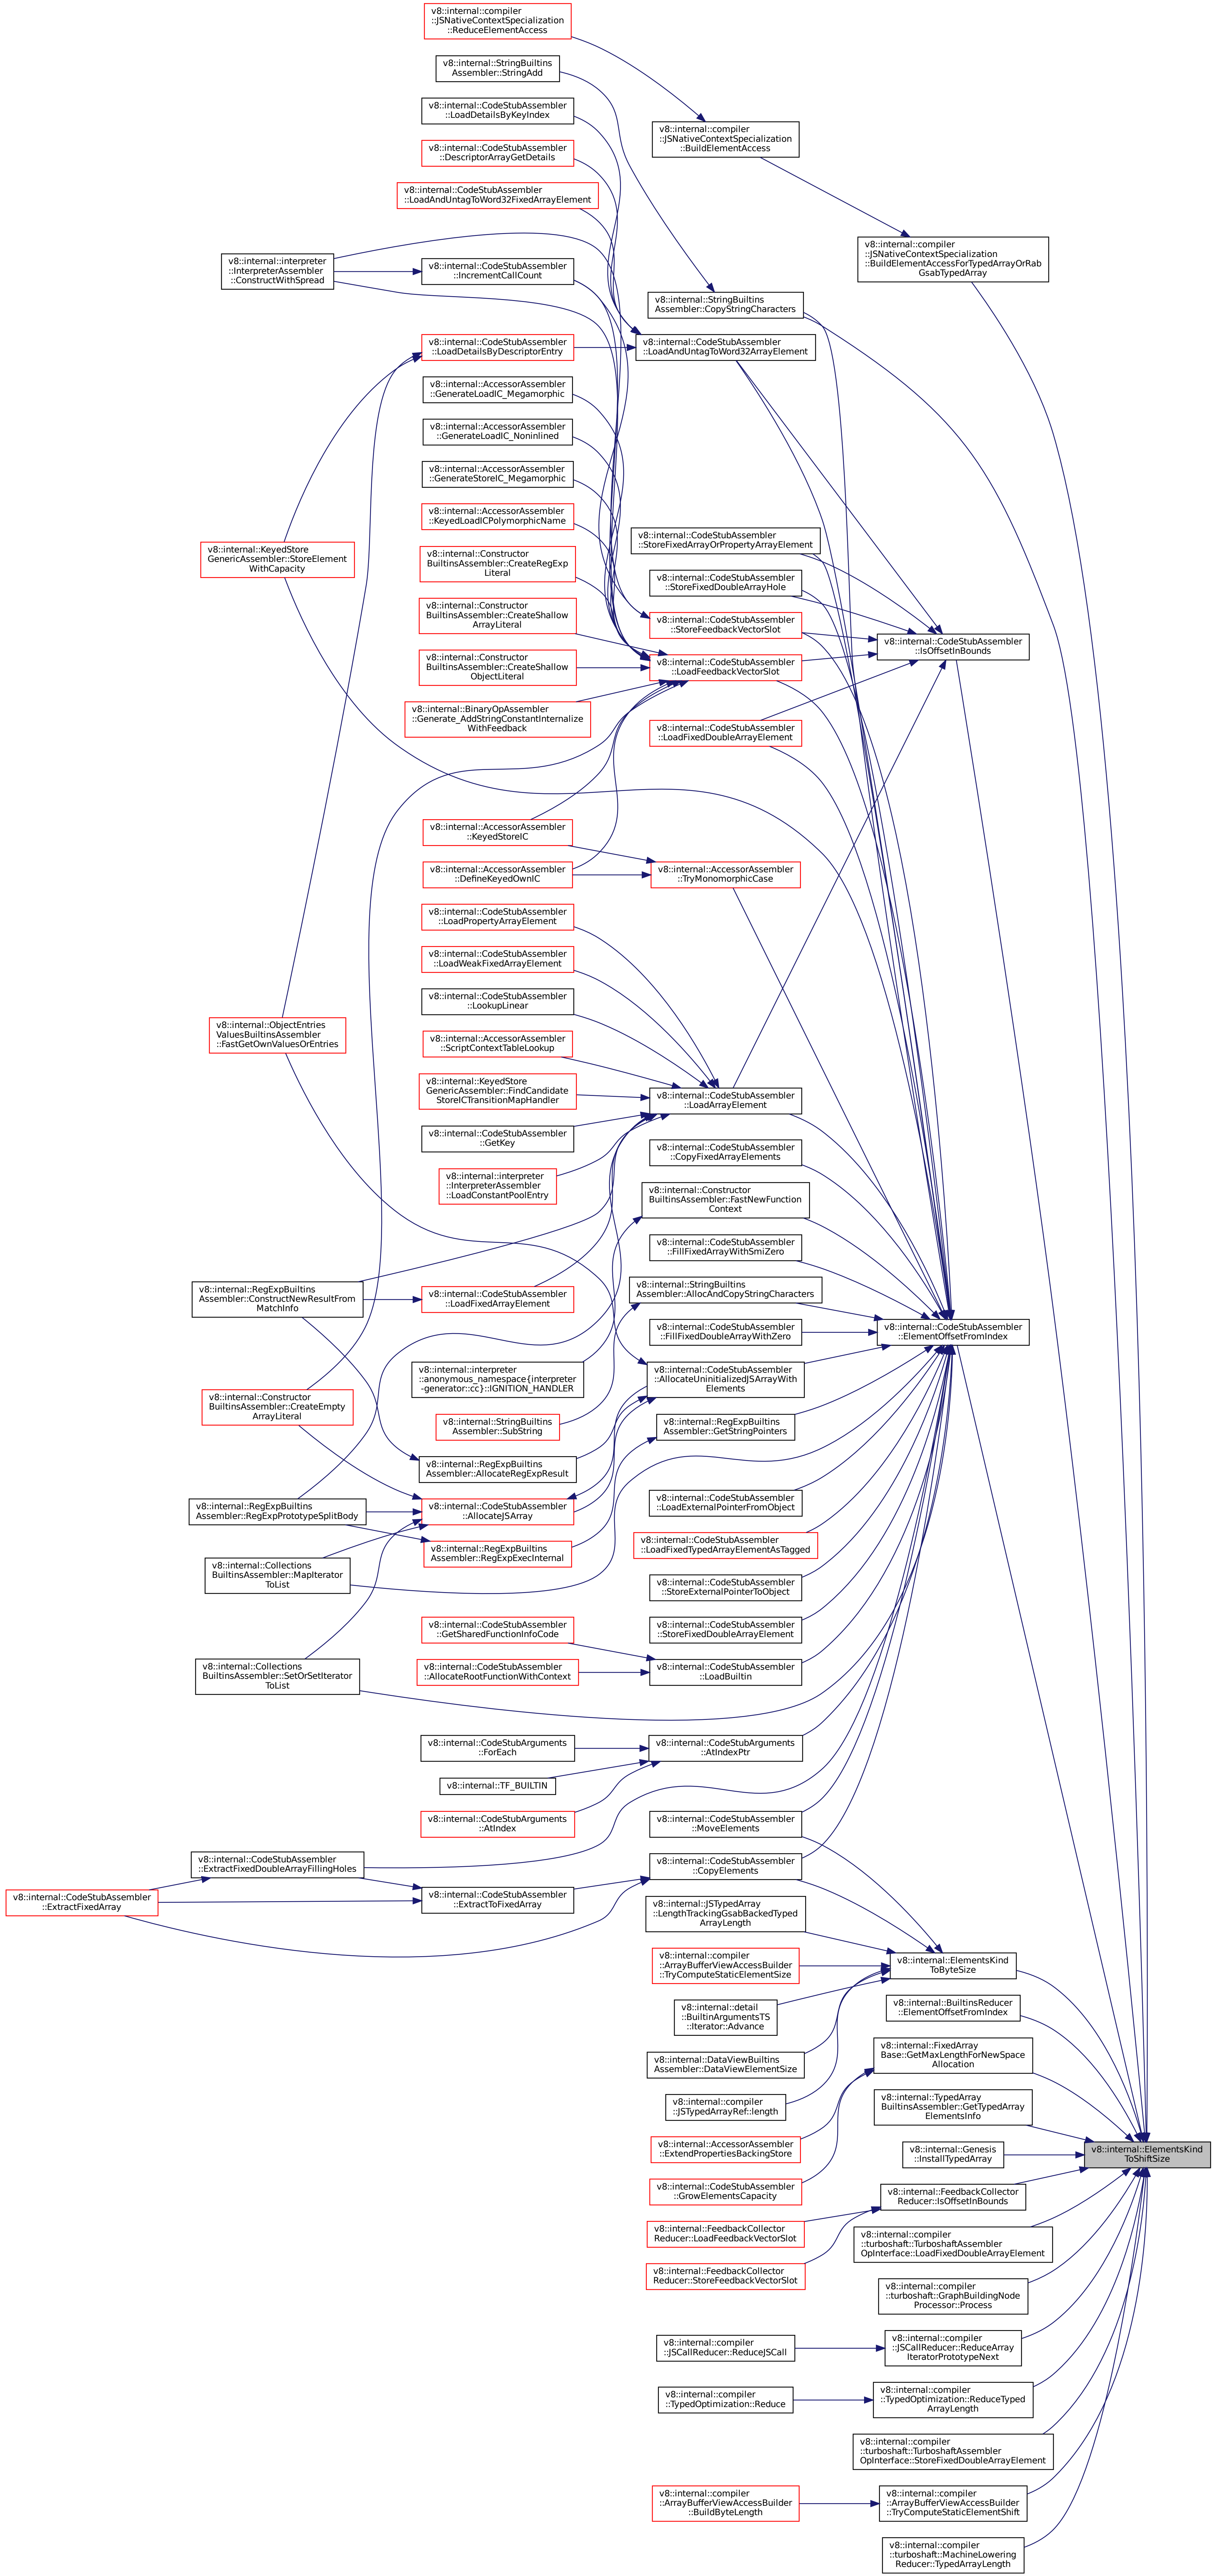 v8::internal::compiler
::JSNativeContextSpecialization
::ReduceElementAccess
v8::internal::StringBuiltins
Assembler::StringAdd
v8::internal::CodeStubAssembler
::LoadDetailsByKeyIndex
v8::internal::compiler
::JSNativeContextSpecialization
::BuildElementAccess
v8::internal::CodeStubAssembler
::DescriptorArrayGetDetails
v8::internal::CodeStubAssembler
::LoadAndUntagToWord32FixedArrayElement
v8::internal::compiler
::JSNativeContextSpecialization
::BuildElementAccessForTypedArrayOrRab
GsabTypedArray
v8::internal::interpreter
::InterpreterAssembler
::ConstructWithSpread
v8::internal::CodeStubAssembler
::IncrementCallCount
v8::internal::StringBuiltins
Assembler::CopyStringCharacters
v8::internal::CodeStubAssembler
::LoadDetailsByDescriptorEntry
v8::internal::CodeStubAssembler
::LoadAndUntagToWord32ArrayElement
v8::internal::AccessorAssembler
::GenerateLoadIC_Megamorphic
v8::internal::AccessorAssembler
::GenerateLoadIC_Noninlined
v8::internal::AccessorAssembler
::GenerateStoreIC_Megamorphic
v8::internal::AccessorAssembler
::KeyedLoadICPolymorphicName
v8::internal::CodeStubAssembler
::StoreFixedArrayOrPropertyArrayElement
v8::internal::KeyedStore
GenericAssembler::StoreElement
WithCapacity
v8::internal::Constructor
BuiltinsAssembler::CreateRegExp
Literal
v8::internal::CodeStubAssembler
::StoreFixedDoubleArrayHole
v8::internal::Constructor
BuiltinsAssembler::CreateShallow
ArrayLiteral
v8::internal::CodeStubAssembler
::StoreFeedbackVectorSlot
v8::internal::CodeStubAssembler
::IsOffsetInBounds
v8::internal::Constructor
BuiltinsAssembler::CreateShallow
ObjectLiteral
v8::internal::CodeStubAssembler
::LoadFeedbackVectorSlot
v8::internal::BinaryOpAssembler
::Generate_AddStringConstantInternalize
WithFeedback
v8::internal::CodeStubAssembler
::LoadFixedDoubleArrayElement
v8::internal::AccessorAssembler
::KeyedStoreIC
v8::internal::AccessorAssembler
::DefineKeyedOwnIC
v8::internal::AccessorAssembler
::TryMonomorphicCase
v8::internal::CodeStubAssembler
::LoadPropertyArrayElement
v8::internal::CodeStubAssembler
::LoadWeakFixedArrayElement
v8::internal::CodeStubAssembler
::LookupLinear
v8::internal::ObjectEntries
ValuesBuiltinsAssembler
::FastGetOwnValuesOrEntries
v8::internal::AccessorAssembler
::ScriptContextTableLookup
v8::internal::KeyedStore
GenericAssembler::FindCandidate
StoreICTransitionMapHandler
v8::internal::CodeStubAssembler
::LoadArrayElement
v8::internal::CodeStubAssembler
::GetKey
v8::internal::CodeStubAssembler
::CopyFixedArrayElements
v8::internal::interpreter
::InterpreterAssembler
::LoadConstantPoolEntry
v8::internal::Constructor
BuiltinsAssembler::FastNewFunction
Context
v8::internal::CodeStubAssembler
::FillFixedArrayWithSmiZero
v8::internal::RegExpBuiltins
Assembler::ConstructNewResultFrom
MatchInfo
v8::internal::CodeStubAssembler
::LoadFixedArrayElement
v8::internal::StringBuiltins
Assembler::AllocAndCopyStringCharacters
v8::internal::CodeStubAssembler
::FillFixedDoubleArrayWithZero
v8::internal::CodeStubAssembler
::ElementOffsetFromIndex
v8::internal::interpreter
::anonymous_namespace{interpreter
-generator::cc}::IGNITION_HANDLER
v8::internal::CodeStubAssembler
::AllocateUninitializedJSArrayWith
Elements
v8::internal::Constructor
BuiltinsAssembler::CreateEmpty
ArrayLiteral
v8::internal::StringBuiltins
Assembler::SubString
v8::internal::RegExpBuiltins
Assembler::GetStringPointers
v8::internal::RegExpBuiltins
Assembler::AllocateRegExpResult
v8::internal::RegExpBuiltins
Assembler::RegExpPrototypeSplitBody
v8::internal::CodeStubAssembler
::AllocateJSArray
v8::internal::CodeStubAssembler
::LoadExternalPointerFromObject
v8::internal::RegExpBuiltins
Assembler::RegExpExecInternal
v8::internal::CodeStubAssembler
::LoadFixedTypedArrayElementAsTagged
v8::internal::Collections
BuiltinsAssembler::MapIterator
ToList
v8::internal::CodeStubAssembler
::StoreExternalPointerToObject
v8::internal::CodeStubAssembler
::GetSharedFunctionInfoCode
v8::internal::CodeStubAssembler
::StoreFixedDoubleArrayElement
v8::internal::Collections
BuiltinsAssembler::SetOrSetIterator
ToList
v8::internal::CodeStubAssembler
::AllocateRootFunctionWithContext
v8::internal::CodeStubAssembler
::LoadBuiltin
v8::internal::CodeStubArguments
::ForEach
v8::internal::CodeStubArguments
::AtIndexPtr
v8::internal::TF_BUILTIN
v8::internal::CodeStubArguments
::AtIndex
v8::internal::CodeStubAssembler
::MoveElements
v8::internal::CodeStubAssembler
::ExtractFixedDoubleArrayFillingHoles
v8::internal::CodeStubAssembler
::CopyElements
v8::internal::CodeStubAssembler
::ExtractFixedArray
v8::internal::CodeStubAssembler
::ExtractToFixedArray
v8::internal::JSTypedArray
::LengthTrackingGsabBackedTyped
ArrayLength
v8::internal::compiler
::ArrayBufferViewAccessBuilder
::TryComputeStaticElementSize
v8::internal::ElementsKind
ToByteSize
v8::internal::detail
::BuiltinArgumentsTS
::Iterator::Advance
v8::internal::BuiltinsReducer
::ElementOffsetFromIndex
v8::internal::DataViewBuiltins
Assembler::DataViewElementSize
v8::internal::FixedArray
Base::GetMaxLengthForNewSpace
Allocation
v8::internal::compiler
::JSTypedArrayRef::length
v8::internal::TypedArray
BuiltinsAssembler::GetTypedArray
ElementsInfo
v8::internal::AccessorAssembler
::ExtendPropertiesBackingStore
v8::internal::Genesis
::InstallTypedArray
v8::internal::ElementsKind
ToShiftSize
v8::internal::CodeStubAssembler
::GrowElementsCapacity
v8::internal::FeedbackCollector
Reducer::IsOffsetInBounds
v8::internal::FeedbackCollector
Reducer::LoadFeedbackVectorSlot
v8::internal::compiler
::turboshaft::TurboshaftAssembler
OpInterface::LoadFixedDoubleArrayElement
v8::internal::FeedbackCollector
Reducer::StoreFeedbackVectorSlot
v8::internal::compiler
::turboshaft::GraphBuildingNode
Processor::Process
v8::internal::compiler
::JSCallReducer::ReduceJSCall
v8::internal::compiler
::JSCallReducer::ReduceArray
IteratorPrototypeNext
v8::internal::compiler
::TypedOptimization::Reduce
v8::internal::compiler
::TypedOptimization::ReduceTyped
ArrayLength
v8::internal::compiler
::turboshaft::TurboshaftAssembler
OpInterface::StoreFixedDoubleArrayElement
v8::internal::compiler
::ArrayBufferViewAccessBuilder
::BuildByteLength
v8::internal::compiler
::ArrayBufferViewAccessBuilder
::TryComputeStaticElementShift
v8::internal::compiler
::turboshaft::MachineLowering
Reducer::TypedArrayLength